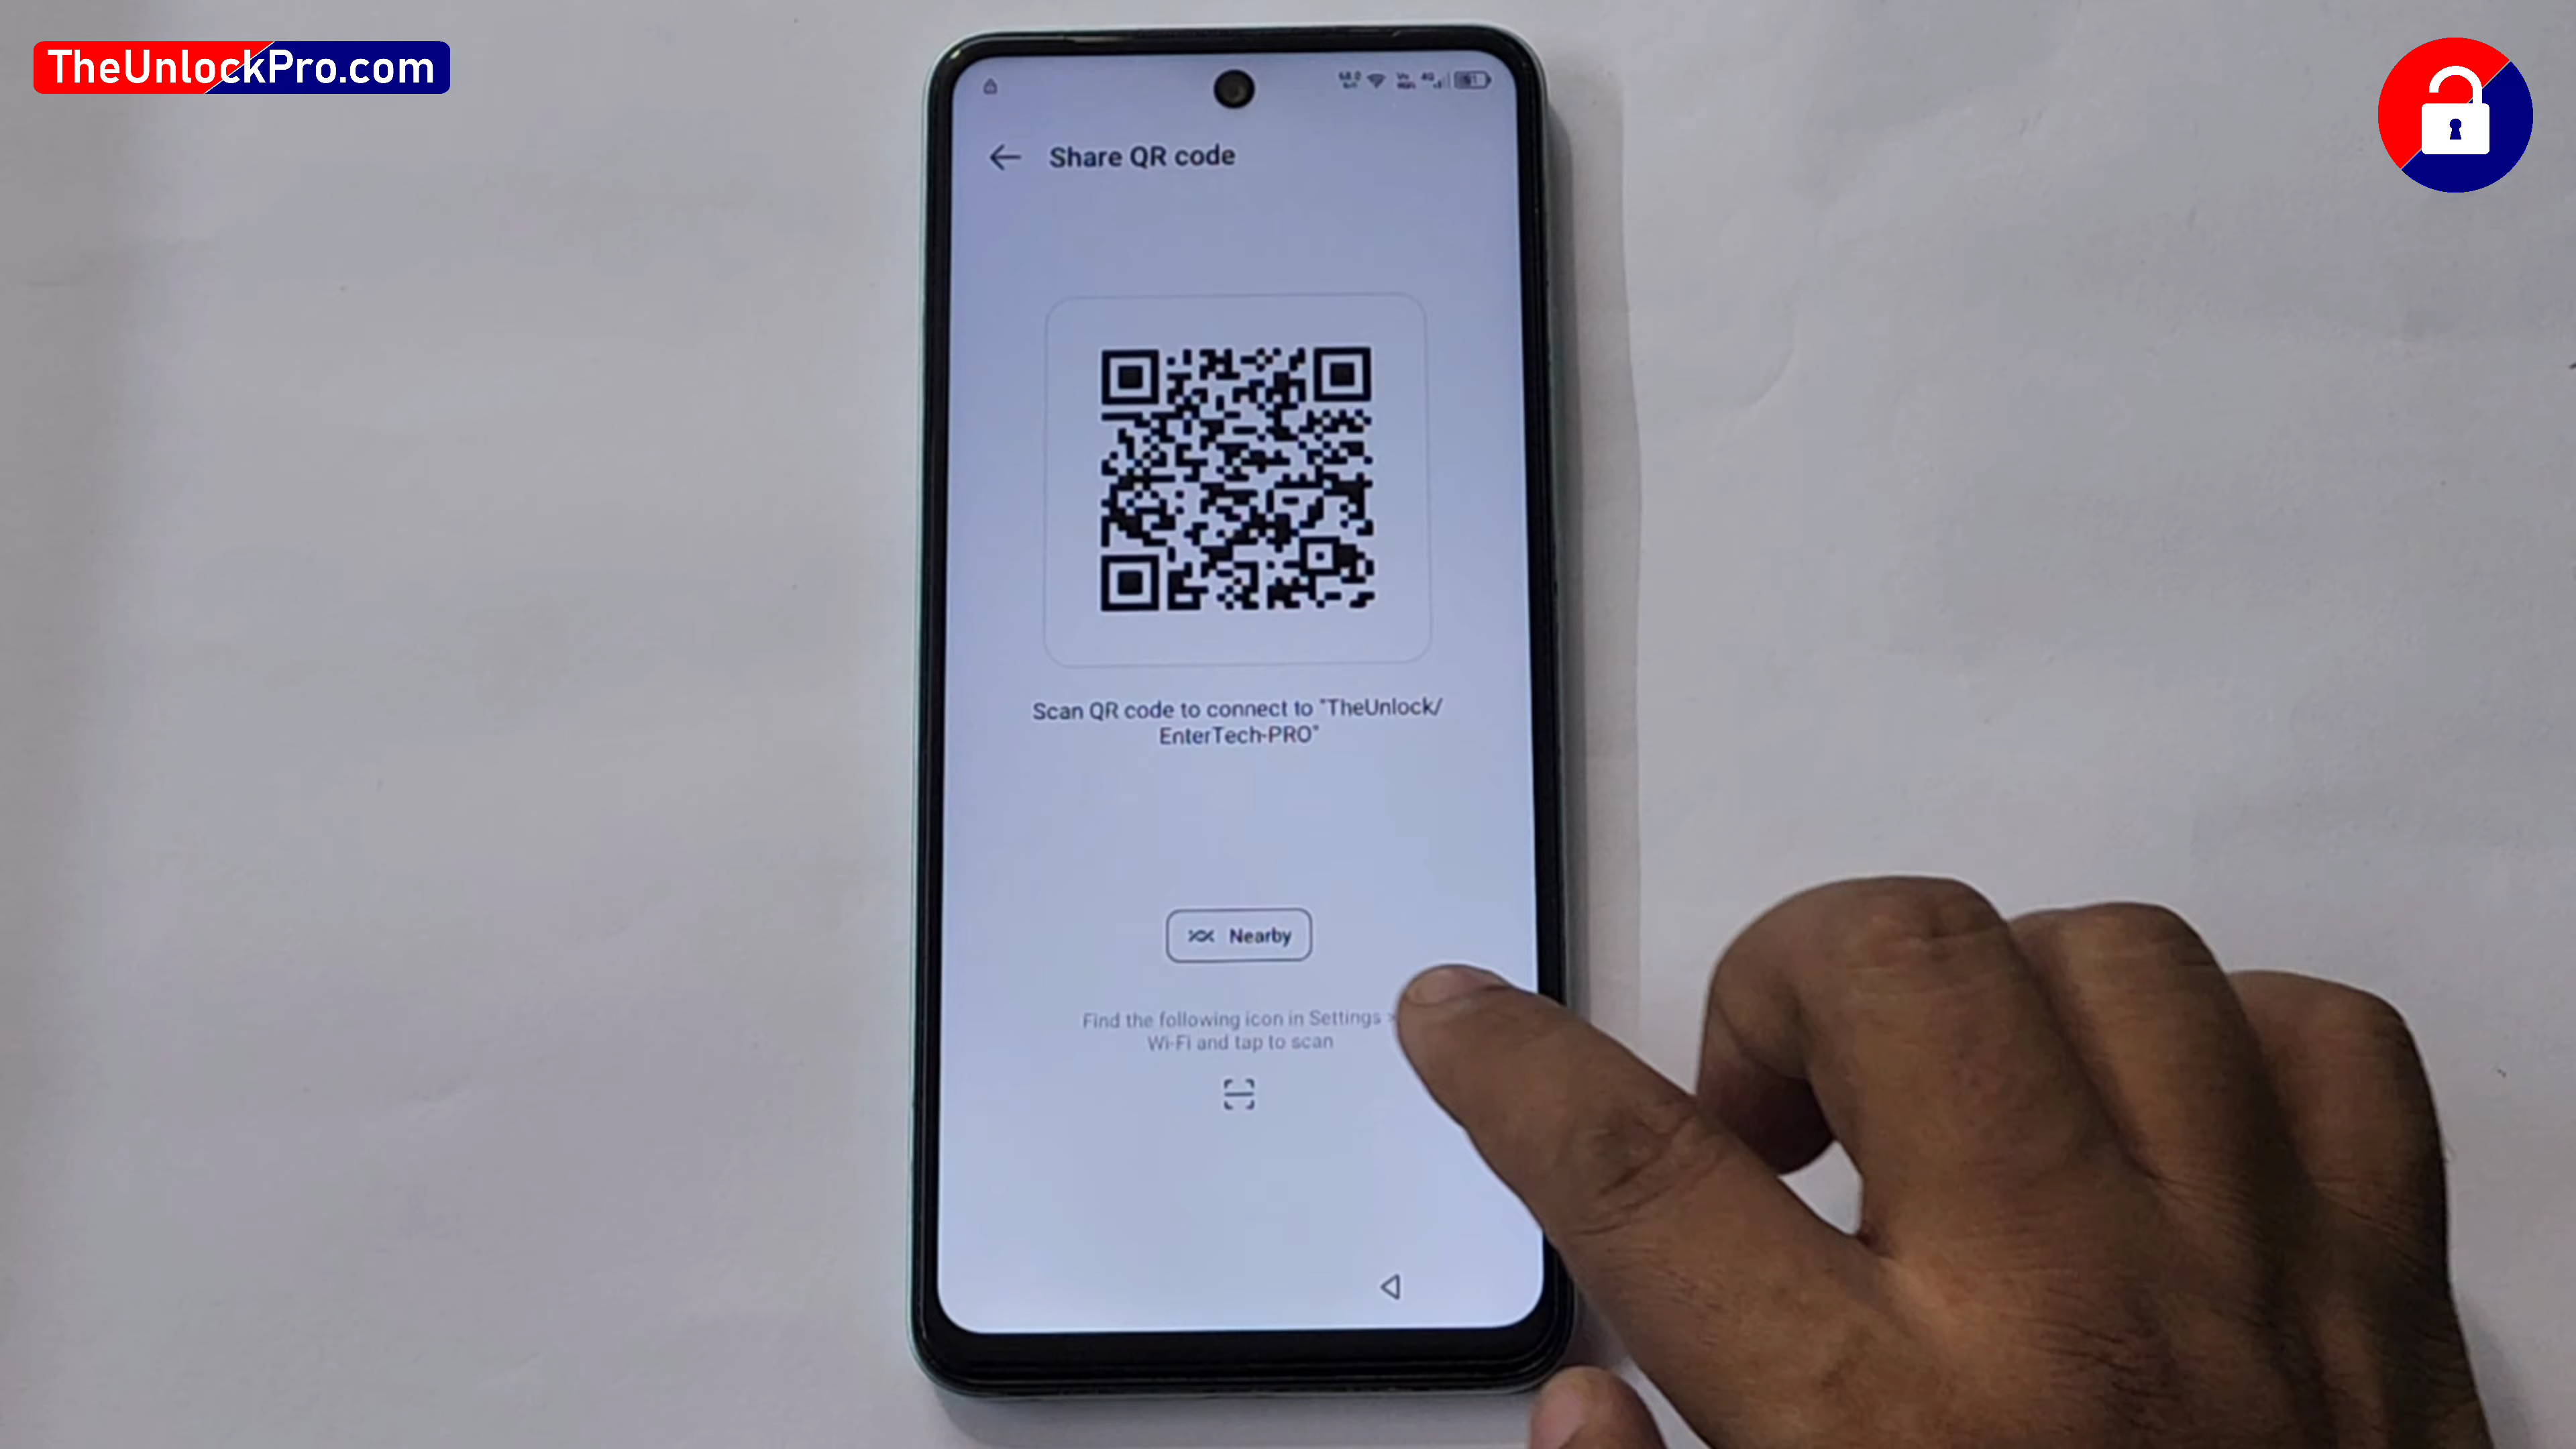 TheUnlockPro.com
Share QR code
Scan QR code to connect to "TheUnlock/
EnterTech-PRO"
Nearby
Find the following icon in Settings >
Wi-Fi and tap to scan